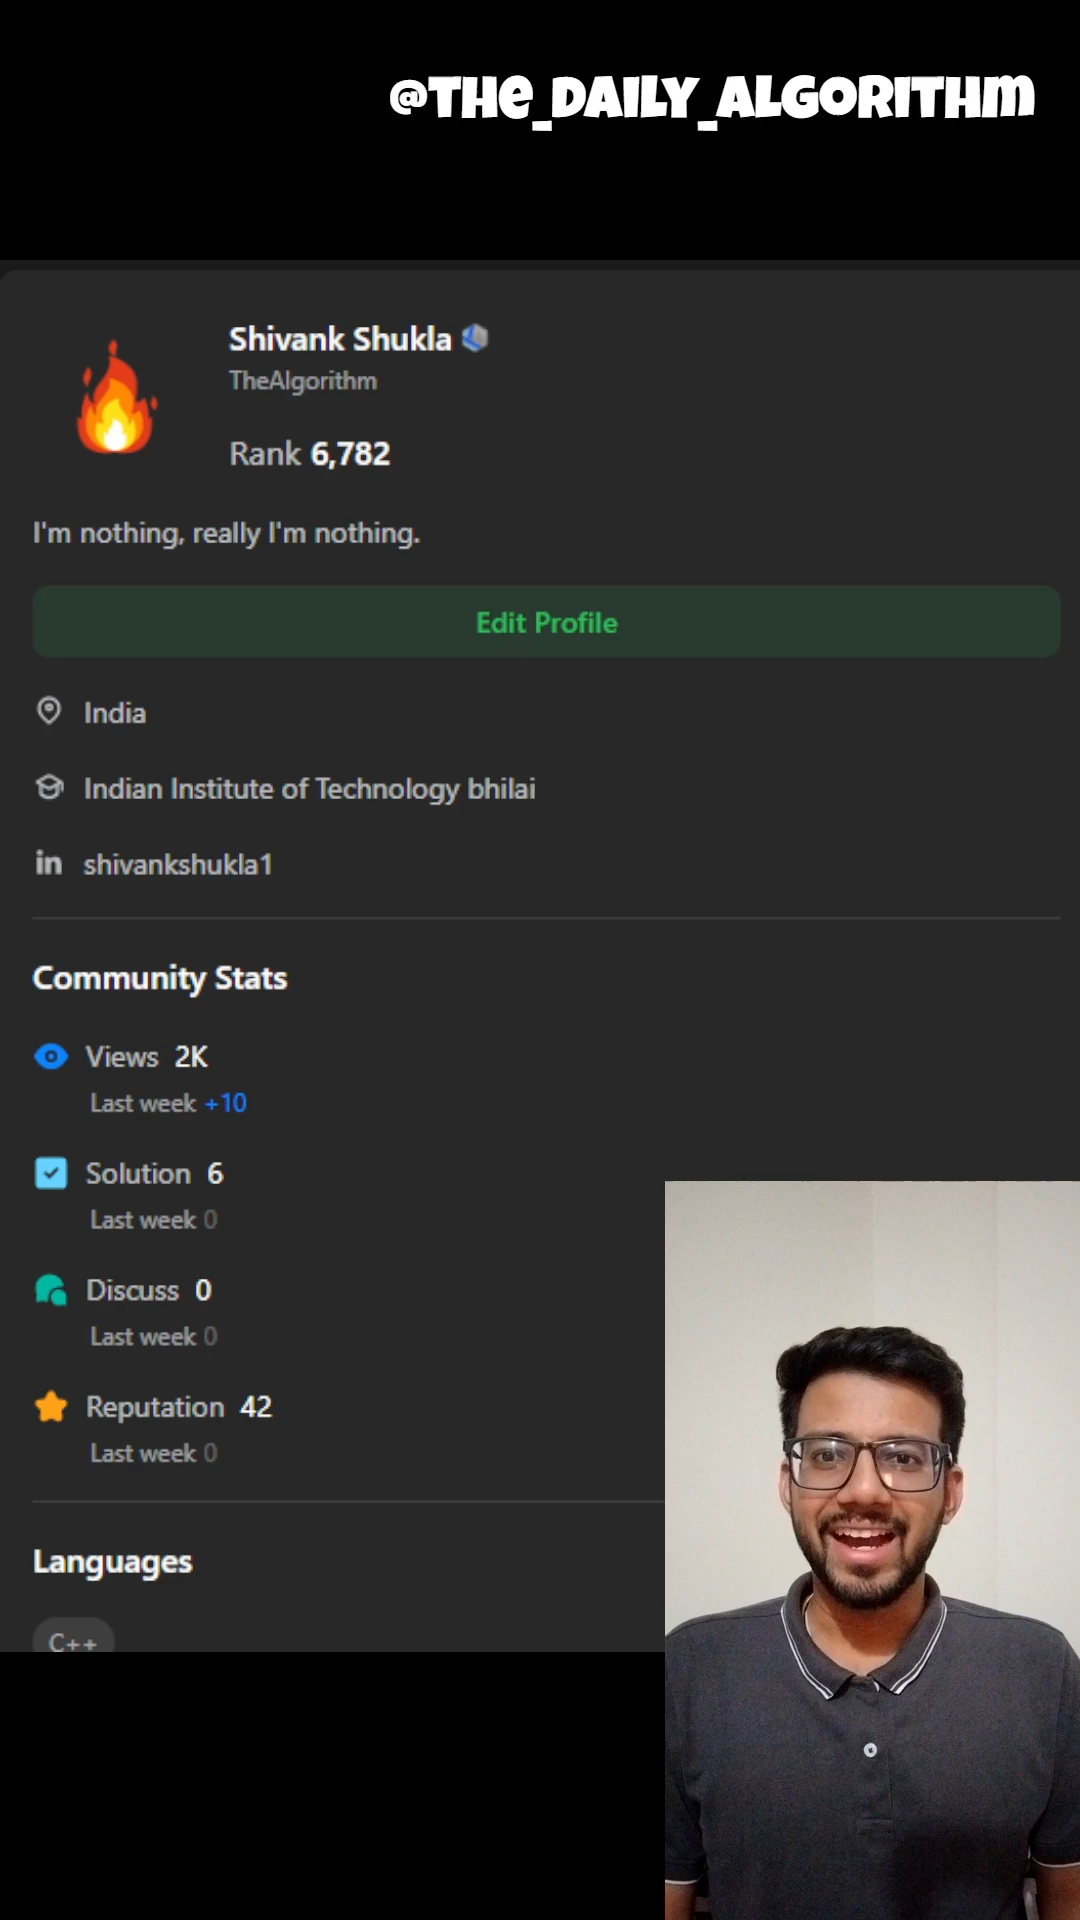 @THe_DAILY_ALGORITHm
Shivank Shukla
TheAlgorithm
Rank 6,782
I'm nothing, really I'm nothing.
Edit Profile
India
Indian Institute of Technology bhilai
in shivankshukla1
Community Stats
Views 2K
Last week +10
Solution 6
Last week 0
Discuss 0
Last week 0
Reputation 42
Last week 0
Languages
C++